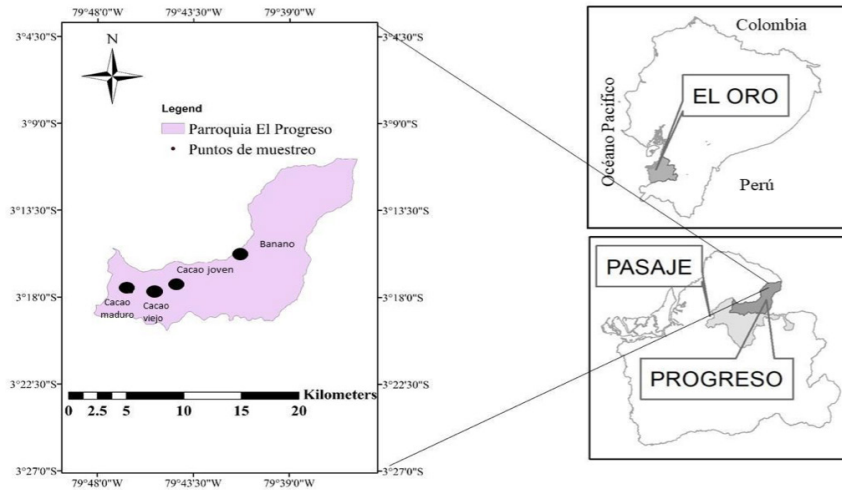 79°48'0"W 79°43'30"W 79°39'0"W
3°4'30"S
3°4'30"S
N
Legend
Parroquia El Progreso
Puntos de muestreo
3°9'0"S
3°9'0"S
3°13'30"S
3°13'30"S
Banano
Cacao joven
Cacao
maduro
Cacao
viejo
3°18'0"S
3°18'0"S
3°22'30"S
3°22'30"S
Kilometers
0 2.5 5 10 15 20
3°27'0"S
3°27'0"S
79°48'0"W 79°43'30"W 79°39'0"W
Colombia
EL ORO
Océano Pacífico
Perú
PASAJE
PROGRESO